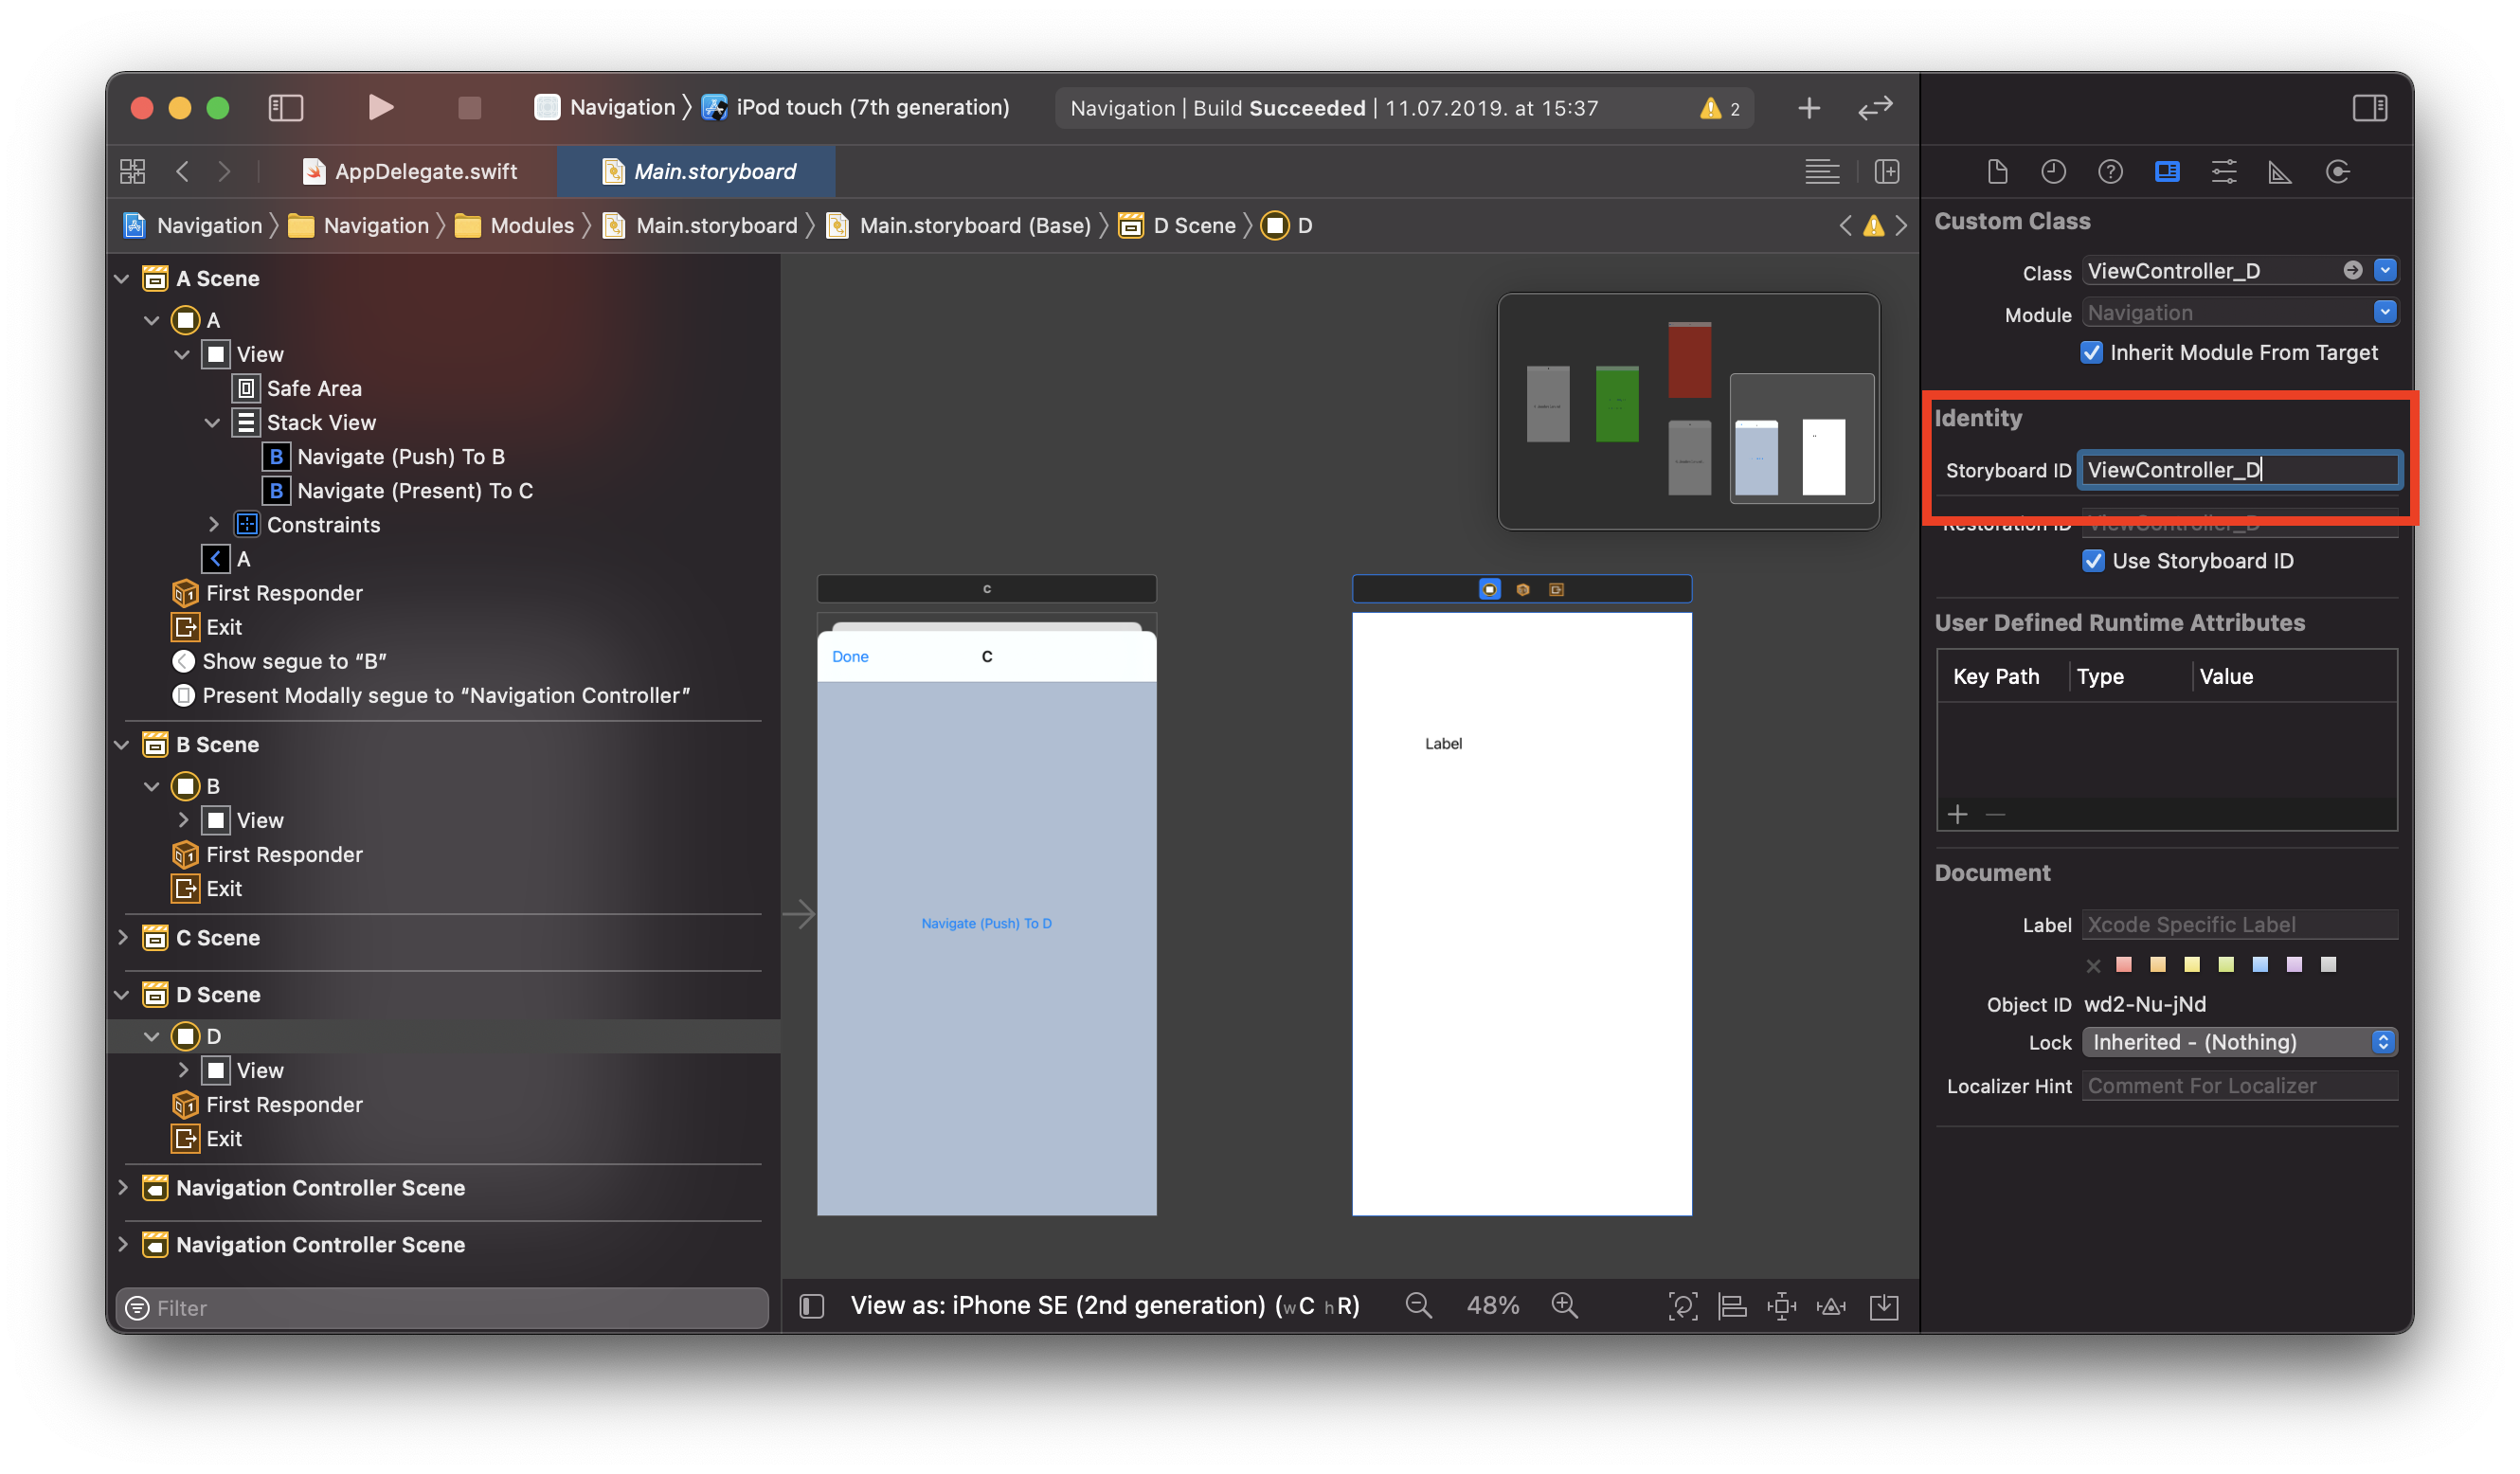 Navigation 〉 iPod touch (7th generation)
Navigation | Build Succeeded | 11.07.2019. at 15:37
2
AppDelegate.swift
Main.storyboard
Navigation 〉 Navigation 〉 Modules 〉 Main.storyboard 〉 Main.storyboard (Base) 〉 D Scene 〉 D
A Scene
A
View
Safe Area
Stack View
B Navigate (Push) To B
B Navigate (Present) To C
Constraints
A
First Responder
Exit
Show segue to “B”
Present Modally segue to “Navigation Controller”
B Scene
B
View
First Responder
Exit
C Scene
D Scene
D
View
First Responder
Exit
Navigation Controller Scene
Navigation Controller Scene
Filter
C
Done
C
Navigate (Push) To D
Label
View as: iPhone SE (2nd generation) (wC hR)
48%
Custom Class
Class ViewController_D
Module Navigation
Inherit Module From Target
Identity
Storyboard ID ViewController_D
Restoration ID ViewController_D
Use Storyboard ID
User Defined Runtime Attributes
Key Path Type Value
Document
Label Xcode Specific Label
Object ID wd2-Nu-jNd
Lock Inherited - (Nothing)
Localizer Hint Comment For Localizer